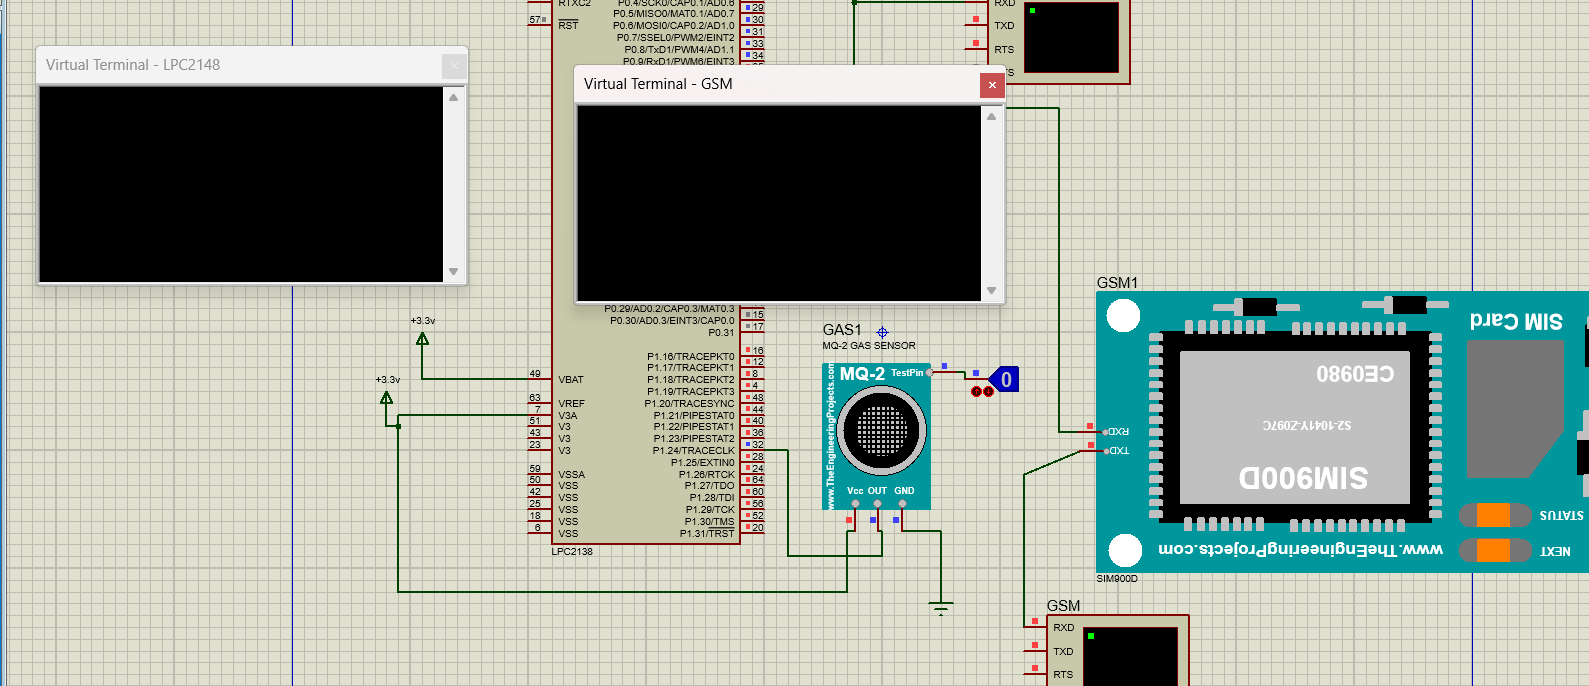 RTXC2
57
RST
P0.4/SCK0/CAP0.1/AD0.6
P0.5/MISO0/MAT0.1/AD0.7
P0.6/MOSI0/CAP0.2/AD1.0
P0.7/SSEL0/PWM2/EINT2
P0.8/TxD1/PWM4/AD1.1
P0.9/RxD1/PWM6/EINT3
29
30
31
33
34
RXD
TXD
RTS
Virtual Terminal - LPC2148
Virtual Terminal - GSM
P0.29/AD0.2/CAP0.3/MAT0.3
P0.30/AD0.3/EINT3/CAP0.0
P0.31
15
17
+3.3v
+3.3v
49
VBAT
63
VREF
7
V3A
51
V3
43
V3
23
V3
59
VSSA
50
VSS
42
VSS
25
VSS
18
VSS
6
VSS
P1.16/TRACEPKT0
16
P1.17/TRACEPKT1
12
P1.18/TRACEPKT2
8
P1.19/TRACEPKT3
4
P1.20/TRACESYNC
48
P1.21/PIPESTAT0
44
P1.22/PIPESTAT1
40
P1.23/PIPESTAT2
36
P1.24/TRACECLK
32
P1.25/EXTIN0
28
P1.26/RTCK
24
P1.27/TDO
64
P1.28/TDI
60
P1.29/TCK
56
P1.30/TMS
52
P1.31/TRST
20
LPC2138
GAS1
MQ-2 GAS SENSOR
MQ-2
TestPin
0
www.TheEngineeringProjects.com
Vcc OUT GND
GSM1
SIM Card
CE0980
S2-1041Y-Z097C
SIM900D
RXD
TXD
STATUS
NEXT
www.TheEngineeringProjects.com
SIM900D
GSM
RXD
TXD
RTS